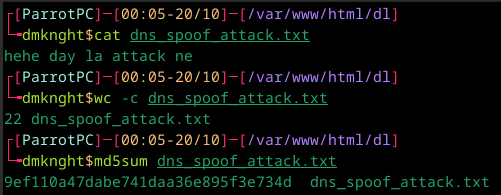 ┌─[ParrotPC]─[00:05-20/10]─[/var/www/html/dl]
└╼dmknght$cat dns_spoof_attack.txt
hehe day la attack ne
┌─[ParrotPC]─[00:05-20/10]─[/var/www/html/dl]
└╼dmknght$wc -c dns_spoof_attack.txt
22 dns_spoof_attack.txt
┌─[ParrotPC]─[00:05-20/10]─[/var/www/html/dl]
└╼dmknght$md5sum dns_spoof_attack.txt
9ef110a47dabe741daa36e895f3e734d  dns_spoof_attack.txt